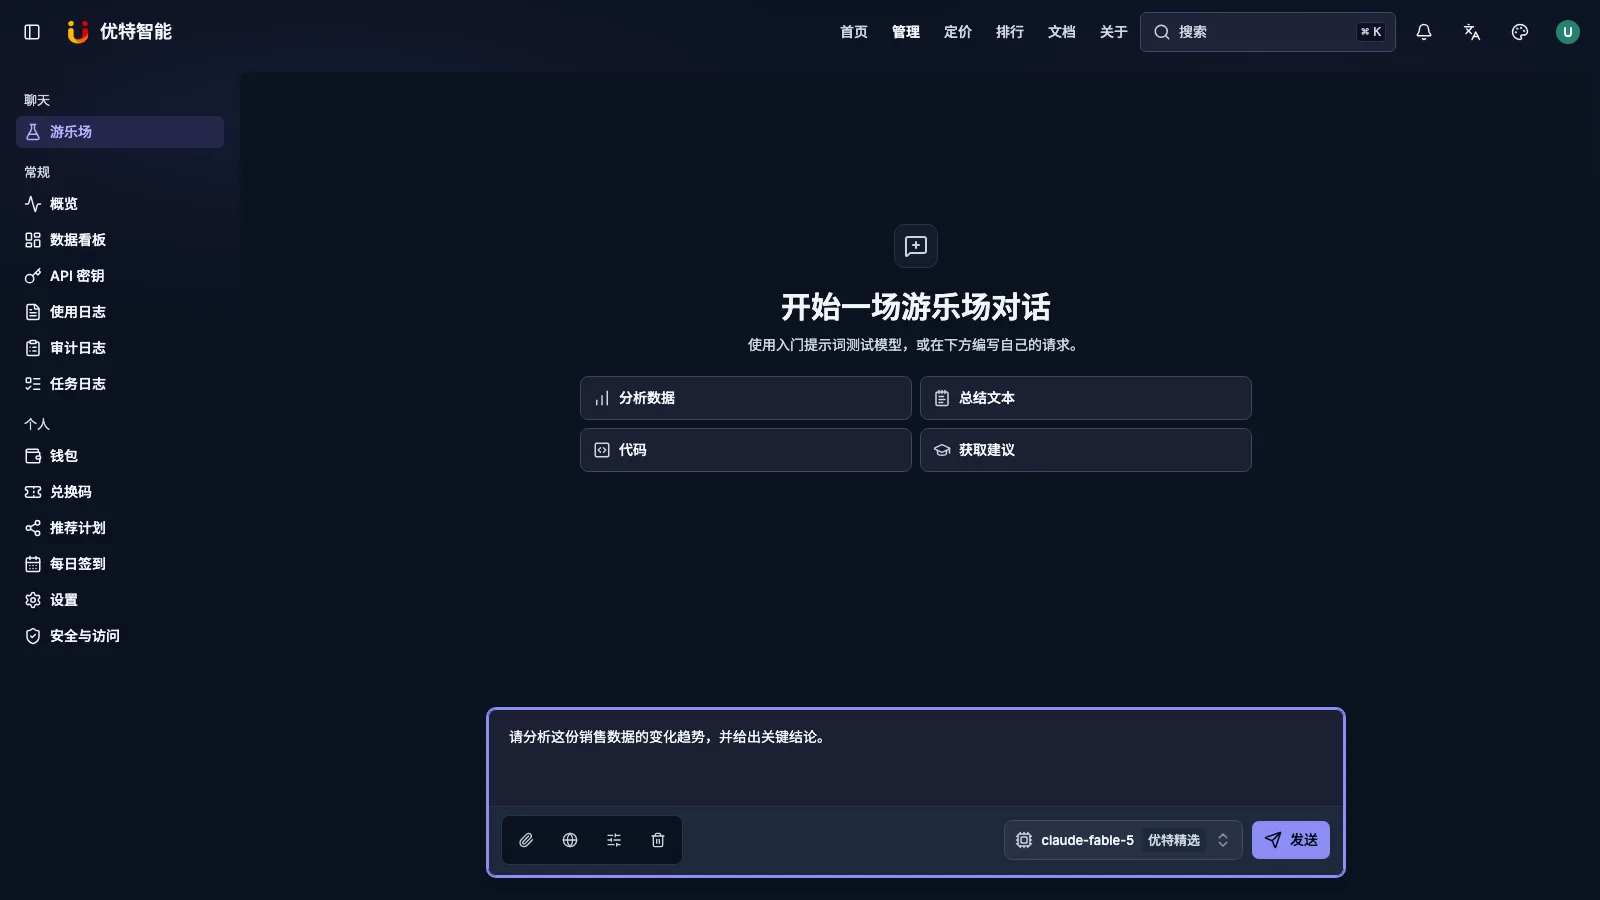 优特智能
首页
管理
定价
排行
文档
关于
搜索
⌘ K
U
聊天
游乐场
常规
概览
数据看板
API 密钥
使用日志
审计日志
任务日志
个人
钱包
兑换码
推荐计划
每日签到
设置
安全与访问
开始一场游乐场对话
使用入门提示词测试模型，或在下方编写自己的请求。
分析数据
总结文本
代码
获取建议
请分析这份销售数据的变化趋势，并给出关键结论。
claude-fable-5
优特精选
发送